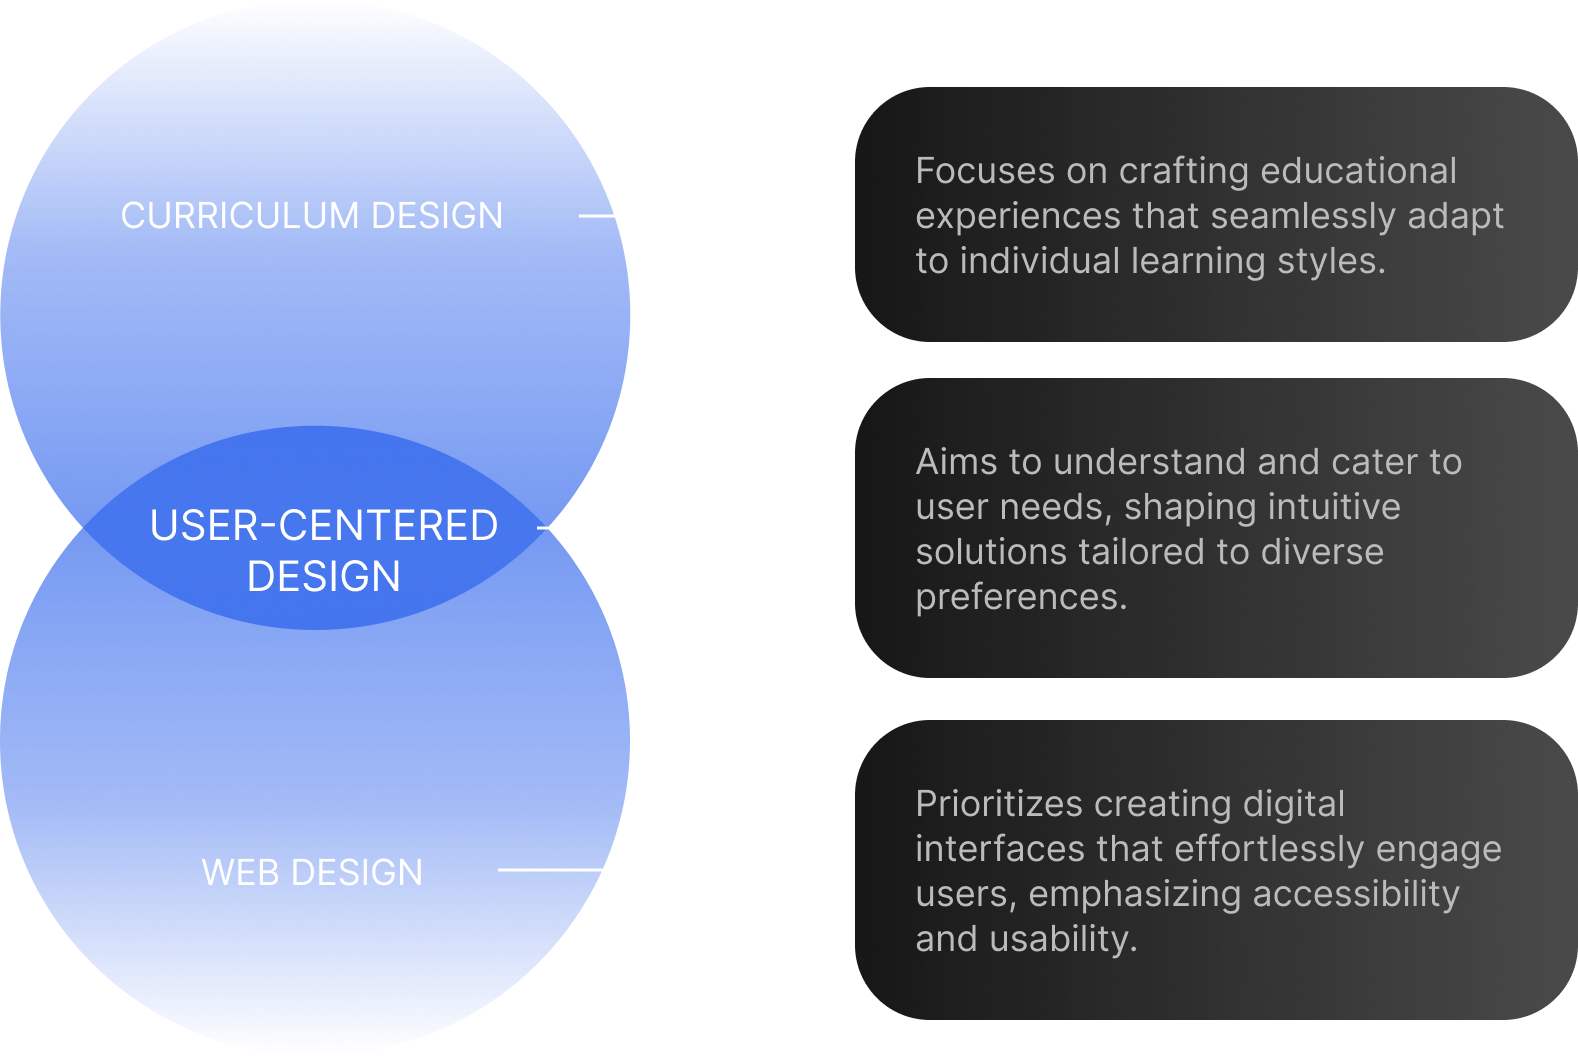 CURRICULUM DESIGN
Focuses on crafting educational
experiences that seamlessly adapt
to individual learning styles.
USER-CENTERED
DESIGN
Aims to understand and cater to
user needs, shaping intuitive
solutions tailored to diverse
preferences.
WEB DESIGN
Prioritizes creating digital
interfaces that effortlessly engage
users, emphasizing accessibility
and usability.